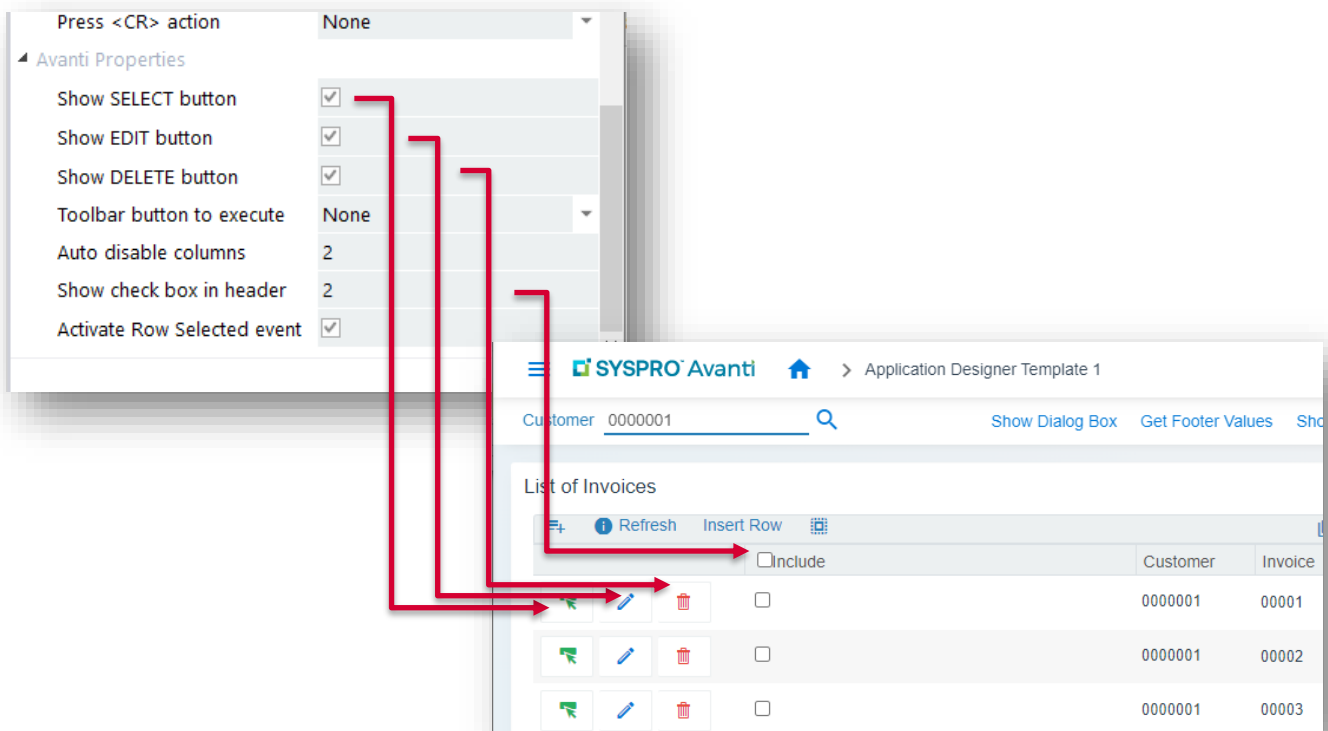 Press <CR> action None
Avanti Properties
Show SELECT button
Show EDIT button
Show DELETE button
Toolbar button to execute None
Auto disable columns 2
Show check box in header 2
Activate Row Selected event
SYSPRO™ Avanti > Application Designer Template 1
Customer 0000001 Show Dialog Box Get Footer Values Sho
List of Invoices
Refresh Insert Row
Include Customer Invoice
0000001 00001
0000001 00002
0000001 00003